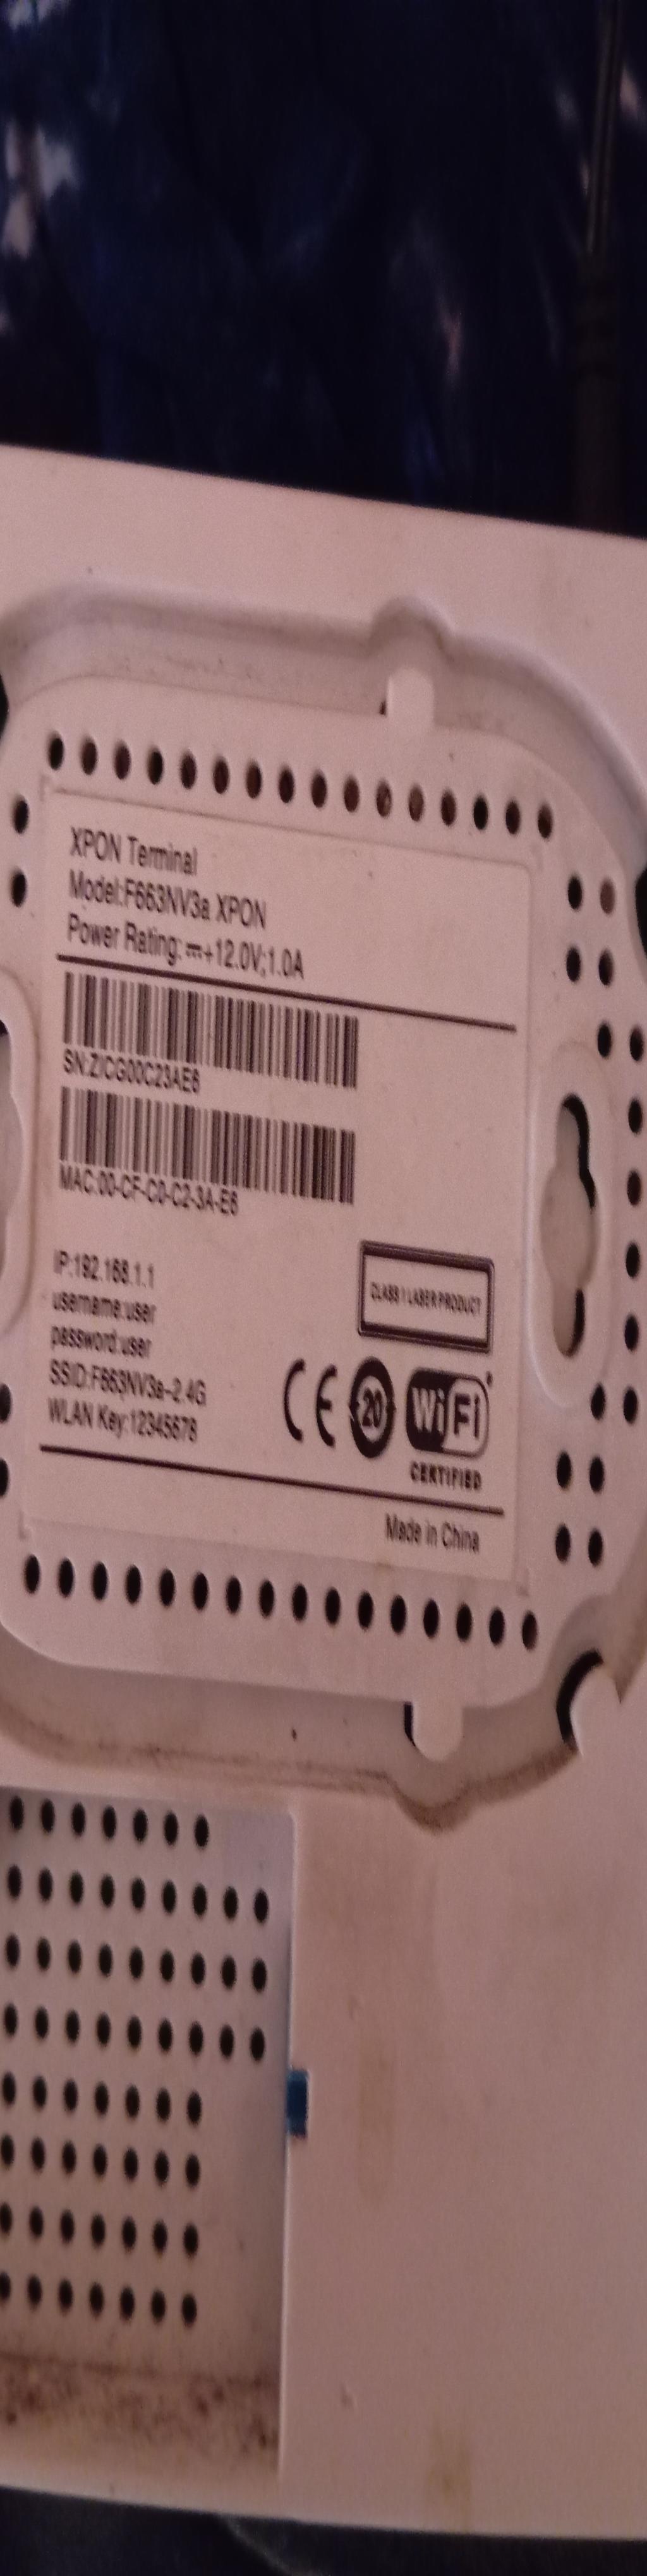 XPON Terminal
Model:F663NV3a XPON
Power Rating: ⎓+12.0V;1.0A
SN:ZICG00C23AE6
MAC:00-CF-C0-C2-3A-E6
IP:192.168.1.1
username:user
password:user
SSID:F663NV3a-2.4G
WLAN Key:12345678
CLASS 1 LASER PRODUCT
CE 20 WiFi
CERTIFIED
Made in China